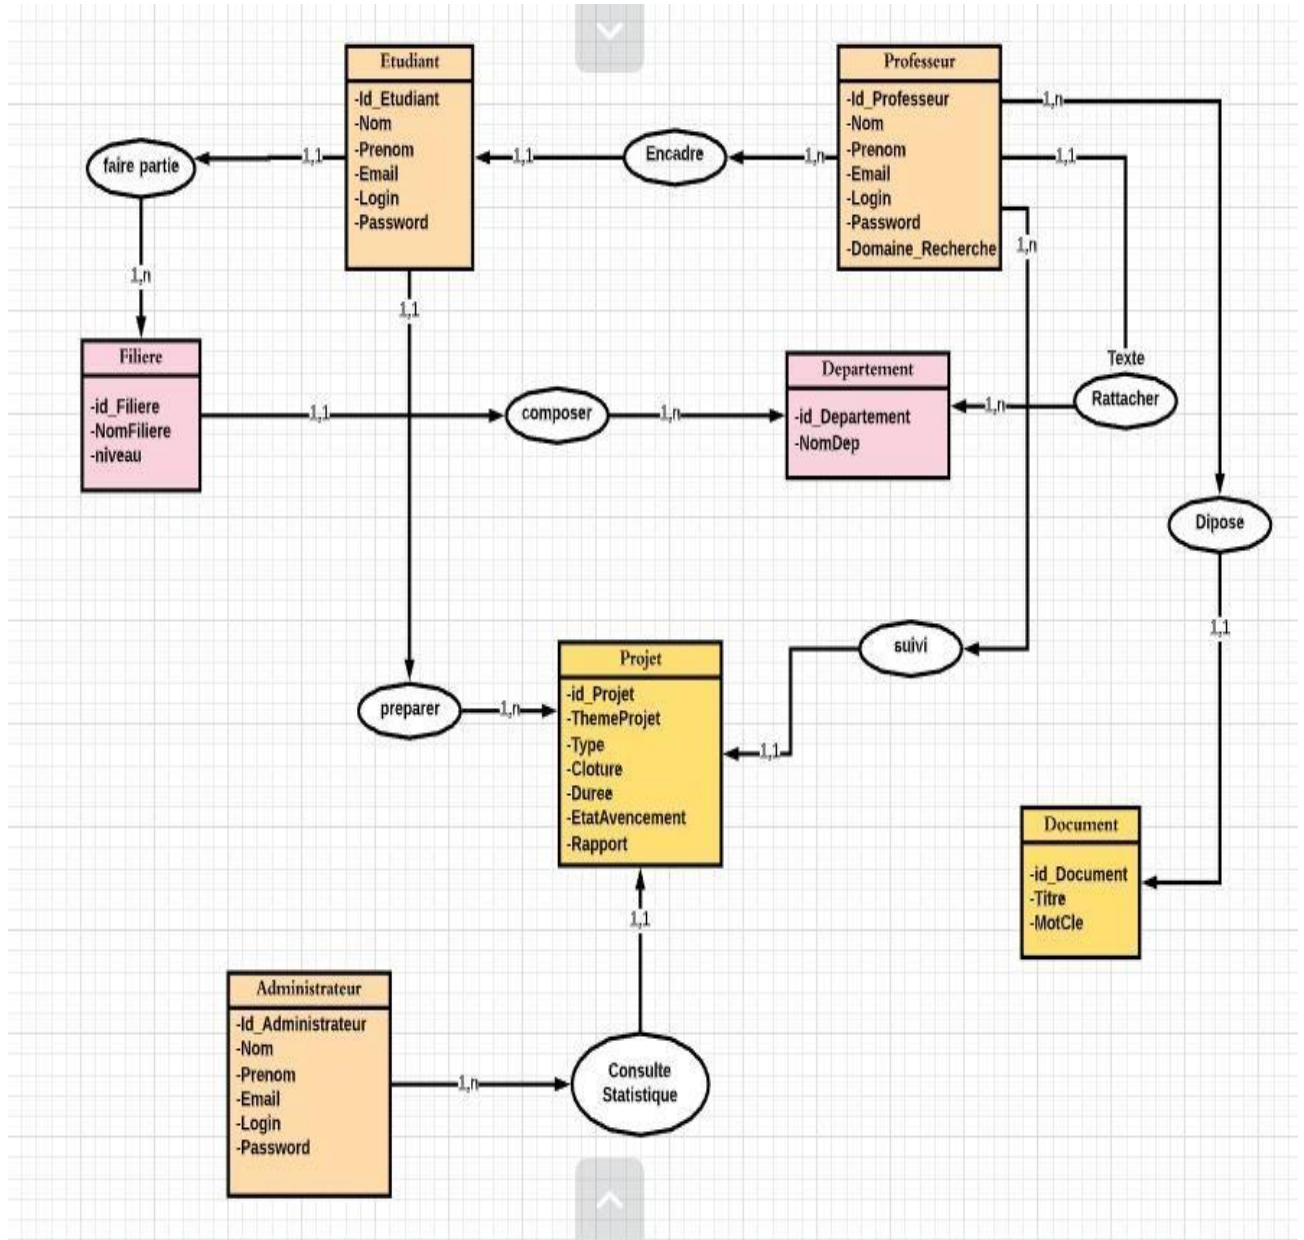 Etudiant
-Id_Etudiant
-Nom
-Prenom
-Email
-Login
-Password
Professeur
-Id_Professeur
-Nom
-Prenom
-Email
-Login
-Password
-Domaine_Recherche
1,n
1,1
1,n
faire partie
1,1
1,1
Encadre
1,n
1,n
1,1
Filiere
-id_Filiere
-NomFiliere
-niveau
1,1
composer
1,n
Departement
-id_Departement
-NomDep
1,n
Texte
Rattacher
Dipose
1,1
suivi
preparer
1,n
Projet
-id_Projet
-ThemeProjet
-Type
-Cloture
-Duree
-EtatAvencement
-Rapport
1,1
Document
-id_Document
-Titre
-MotCle
1,1
Administrateur
-Id_Administrateur
-Nom
-Prenom
-Email
-Login
-Password
1,n
Consulte
Statistique